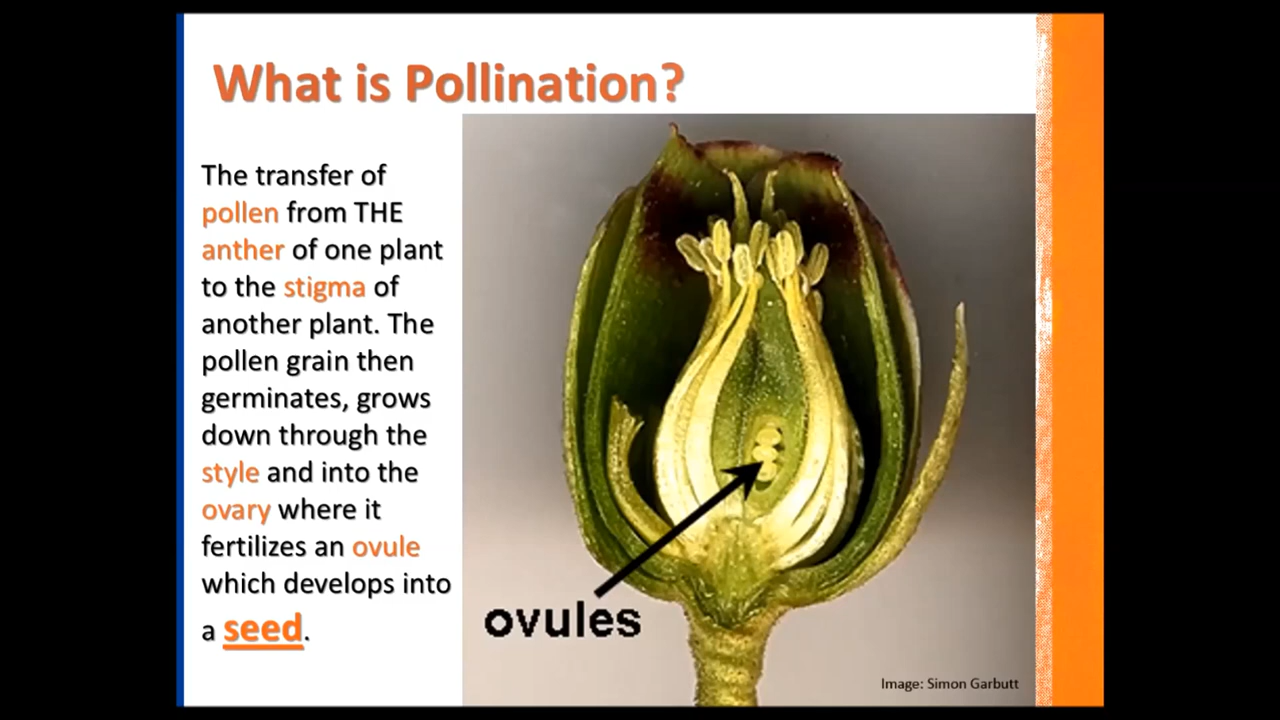 What is Pollination?
The transfer of
pollen from THE
anther of one plant
to the stigma of
another plant. The
pollen grain then
germinates, grows
down through the
style and into the
ovary where it
fertilizes an ovule
which develops into
a seed.
ovules
Image: Simon Garbutt